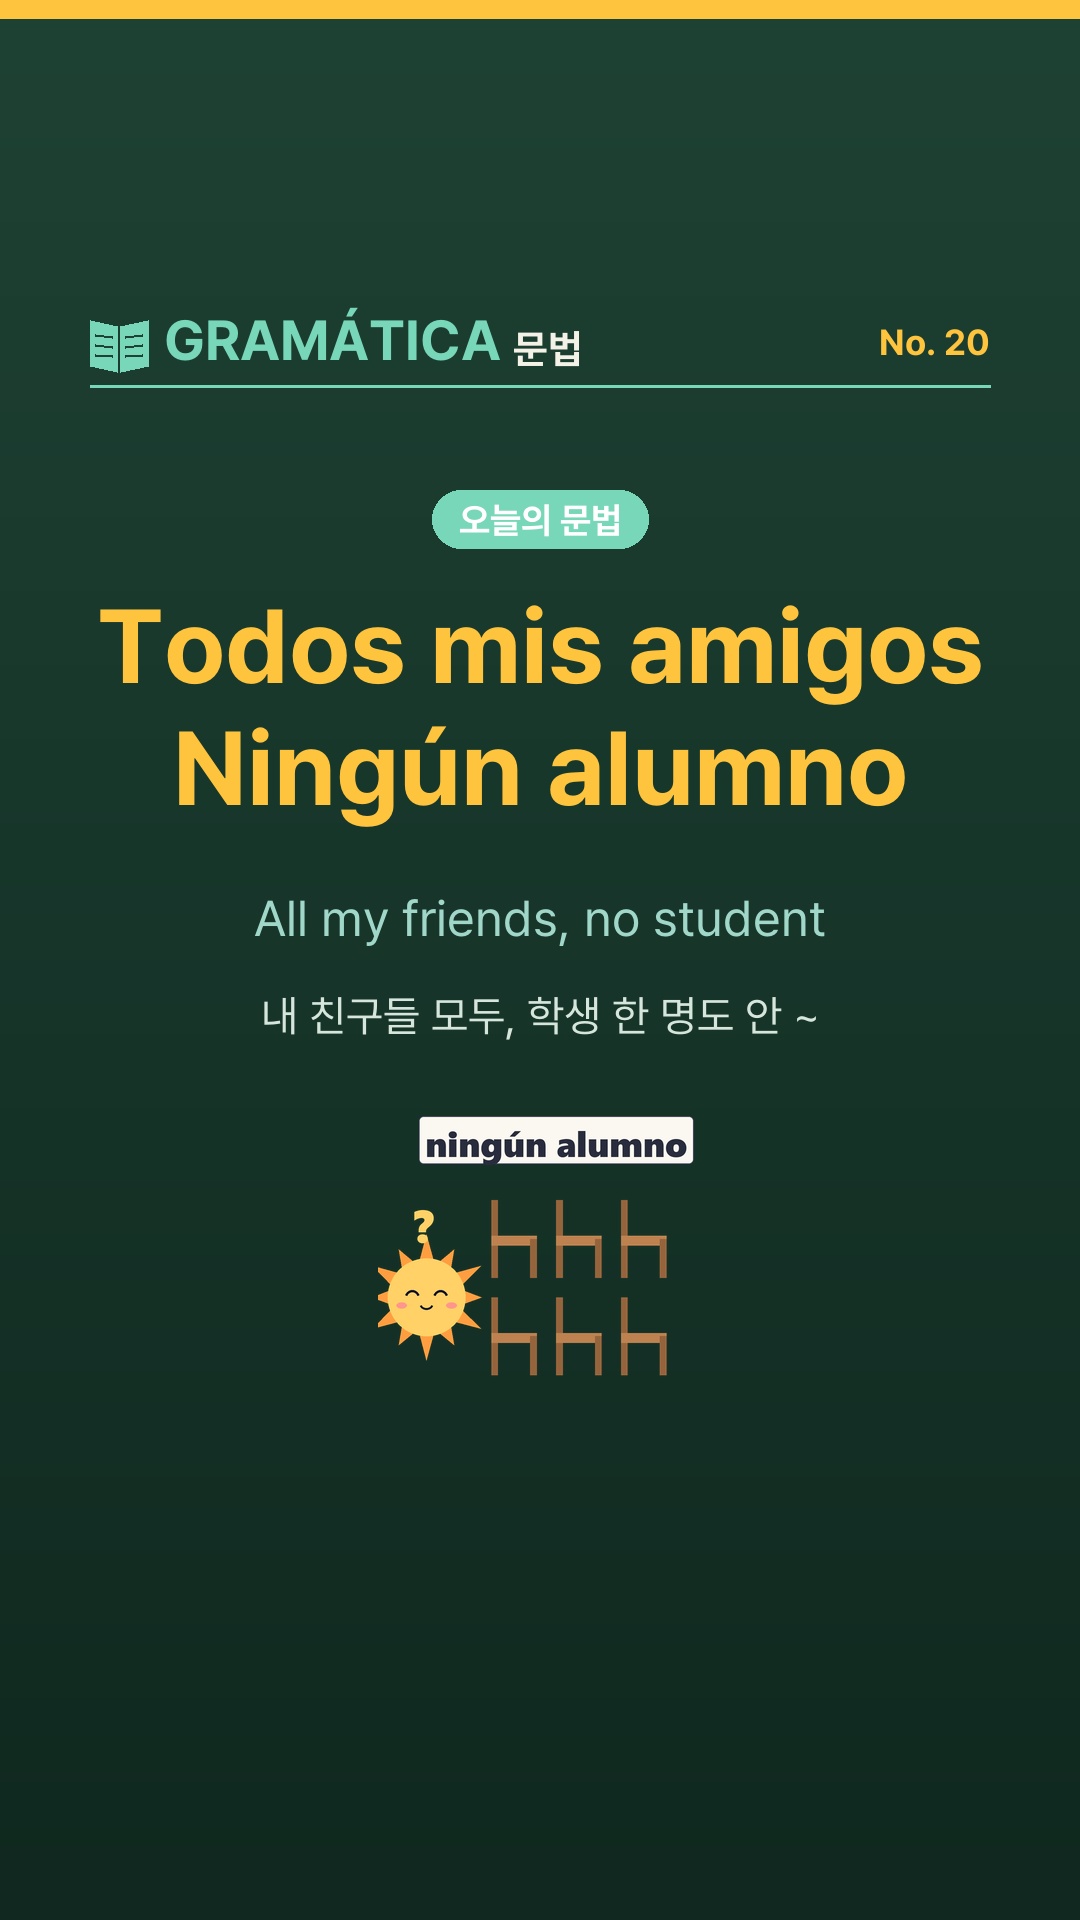 GRAMÁTICA 문법
No. 20
오늘의 문법
Todos mis amigos
Ningún alumno
All my friends, no student
내 친구들 모두, 학생 한 명도 안 ~
ningún alumno
?